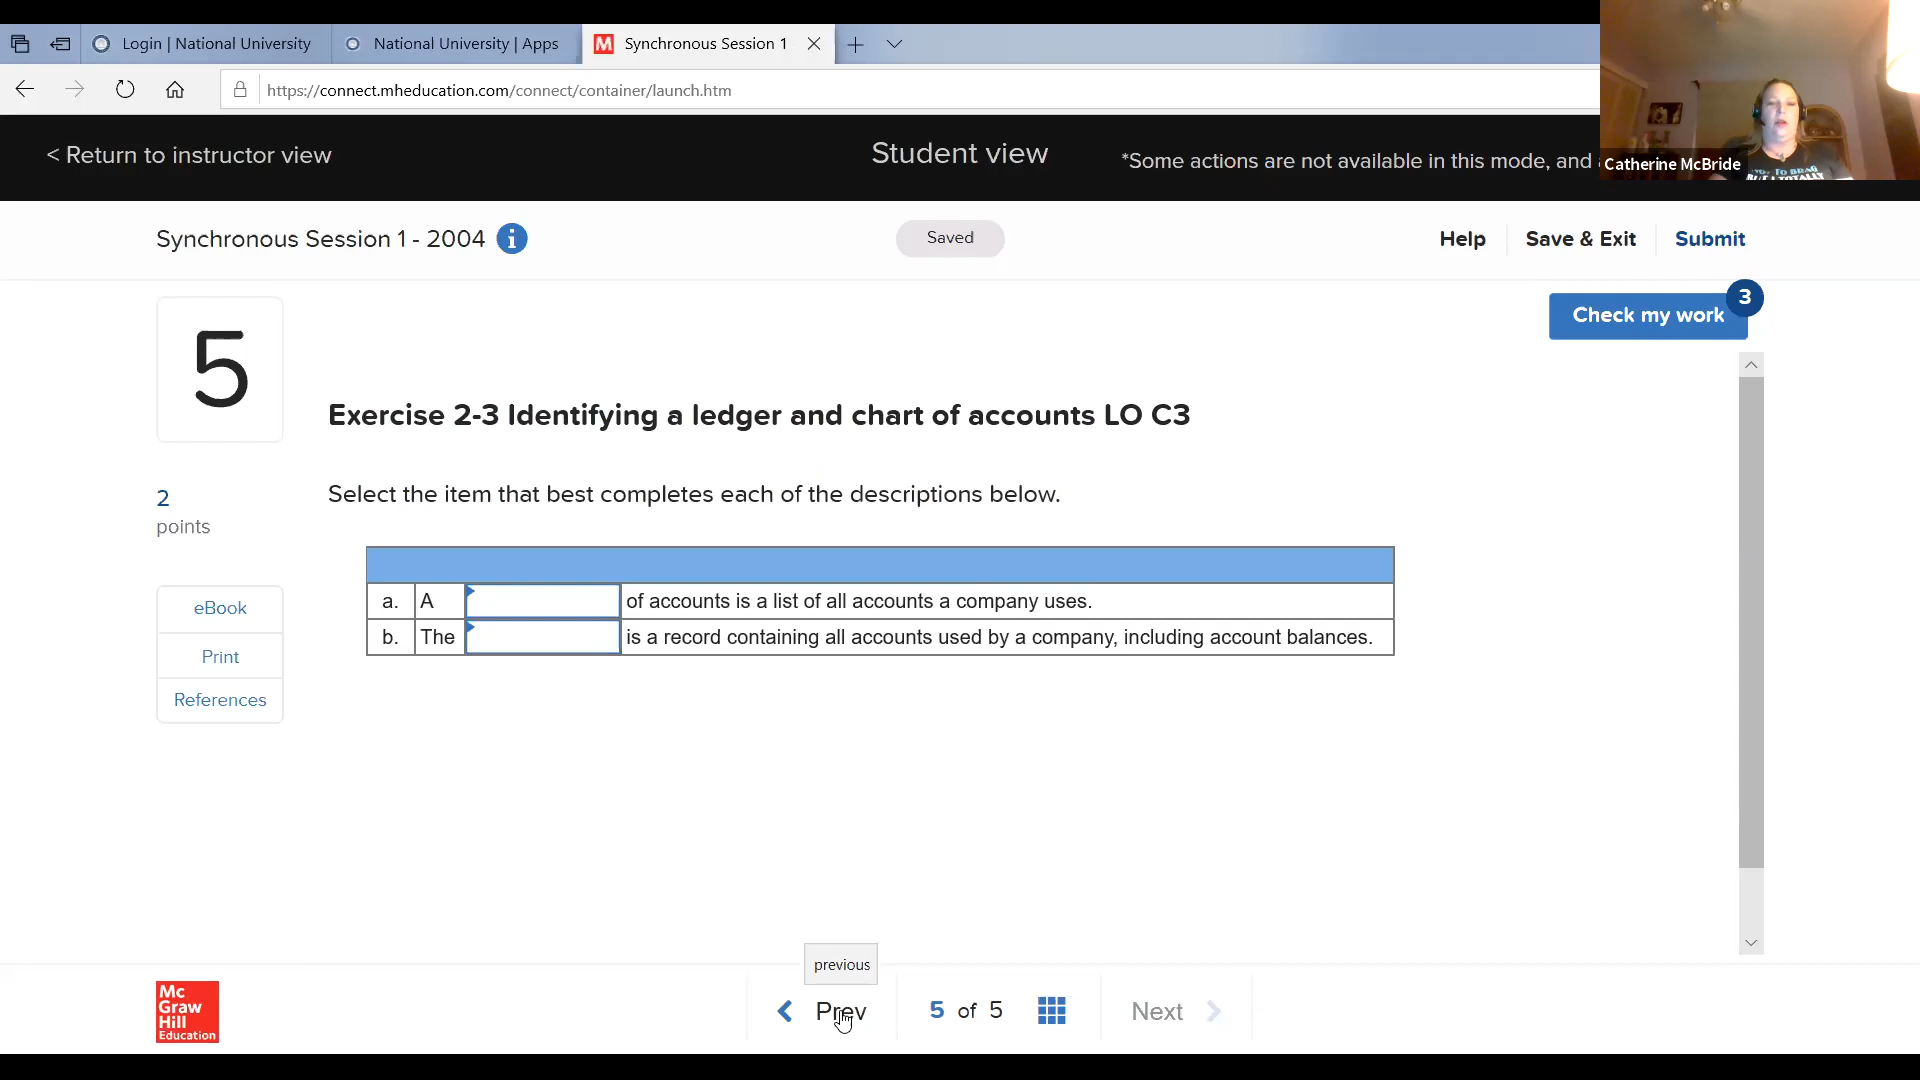 Login | National University
National University | Apps
M Synchronous Session 1
https://connect.mheducation.com/connect/container/launch.htm
< Return to instructor view
Student view
*Some actions are not available in this mode, and
Catherine McBride
Synchronous Session 1 - 2004 i
Saved
Help
Save & Exit
Submit
5
Check my work
3
Exercise 2-3 Identifying a ledger and chart of accounts LO C3
2
points
Select the item that best completes each of the descriptions below.
a. A of accounts is a list of all accounts a company uses.
b. The is a record containing all accounts used by a company, including account balances.
eBook
Print
References
previous
Mc
Graw
Hill
Education
Prev
5 of 5
Next